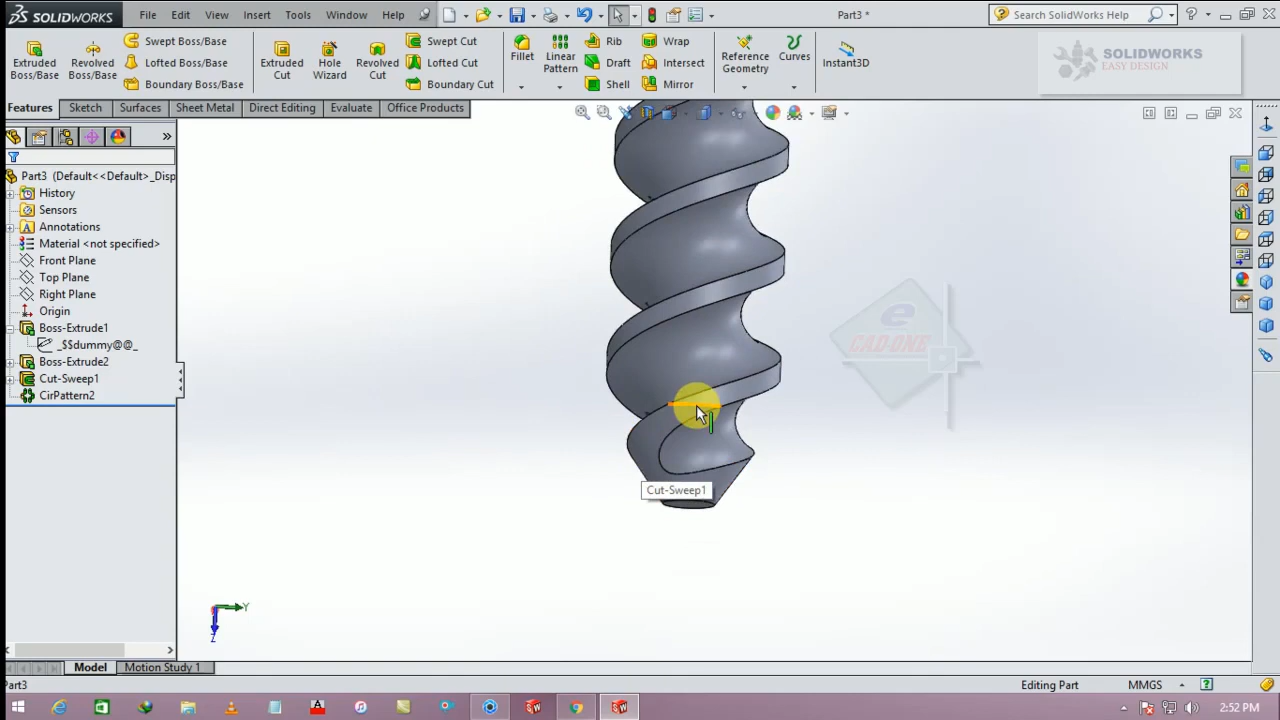 SOLIDWORKS
File Edit View Insert Tools Window Help
Part3 *
Search SolidWorks Help
Extruded Boss/Base
Revolved Boss/Base
Swept Boss/Base
Lofted Boss/Base
Boundary Boss/Base
Extruded Cut
Hole Wizard
Revolved Cut
Swept Cut
Lofted Cut
Boundary Cut
Fillet
Linear Pattern
Rib
Draft
Shell
Wrap
Intersect
Mirror
Reference Geometry
Curves
Instant3D
SOLIDWORKS
EASY DESIGN
Features Sketch Surfaces Sheet Metal Direct Editing Evaluate Office Products
Part3 (Default<<Default>_Disp
History
Sensors
Annotations
Material <not specified>
Front Plane
Top Plane
Right Plane
Origin
Boss-Extrude1
_$$dummy@@_
Boss-Extrude2
Cut-Sweep1
CirPattern2
e
CAD-ONE
Cut-Sweep1
Y
Z
Model Motion Study 1
Part3
Editing Part
MMGS
2:52 PM